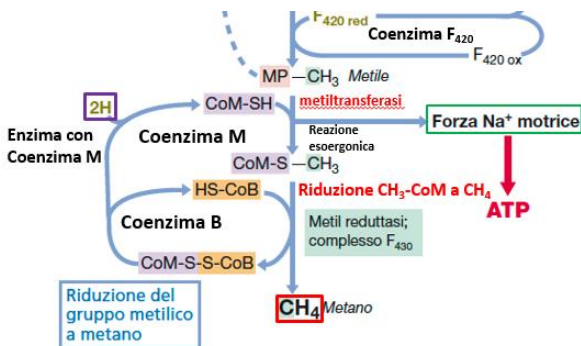 F420 red
Coenzima F420
F420 ox
MP—CH3 Metile
2H
CoM-SH
metiltransferasi
Forza Na+ motrice
Enzima con
Coenzima M
Coenzima M
Reazione
esoergonica
CoM-S—CH3
ATP
HS-CoB
Riduzione CH3-CoM a CH4
Coenzima B
Metil reduttasi;
complesso F430
CoM-S-S-CoB
Riduzione del
gruppo metilico
a metano
CH4 Metano